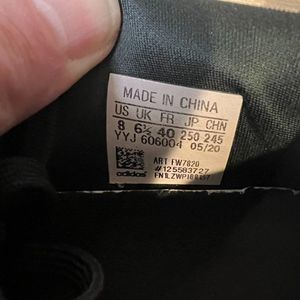 MADE IN CHINA
US UK FR JP CHN
8 6½ 40 250 245
YYJ 606004 05/20
ART FW7820
#125583727
adidas